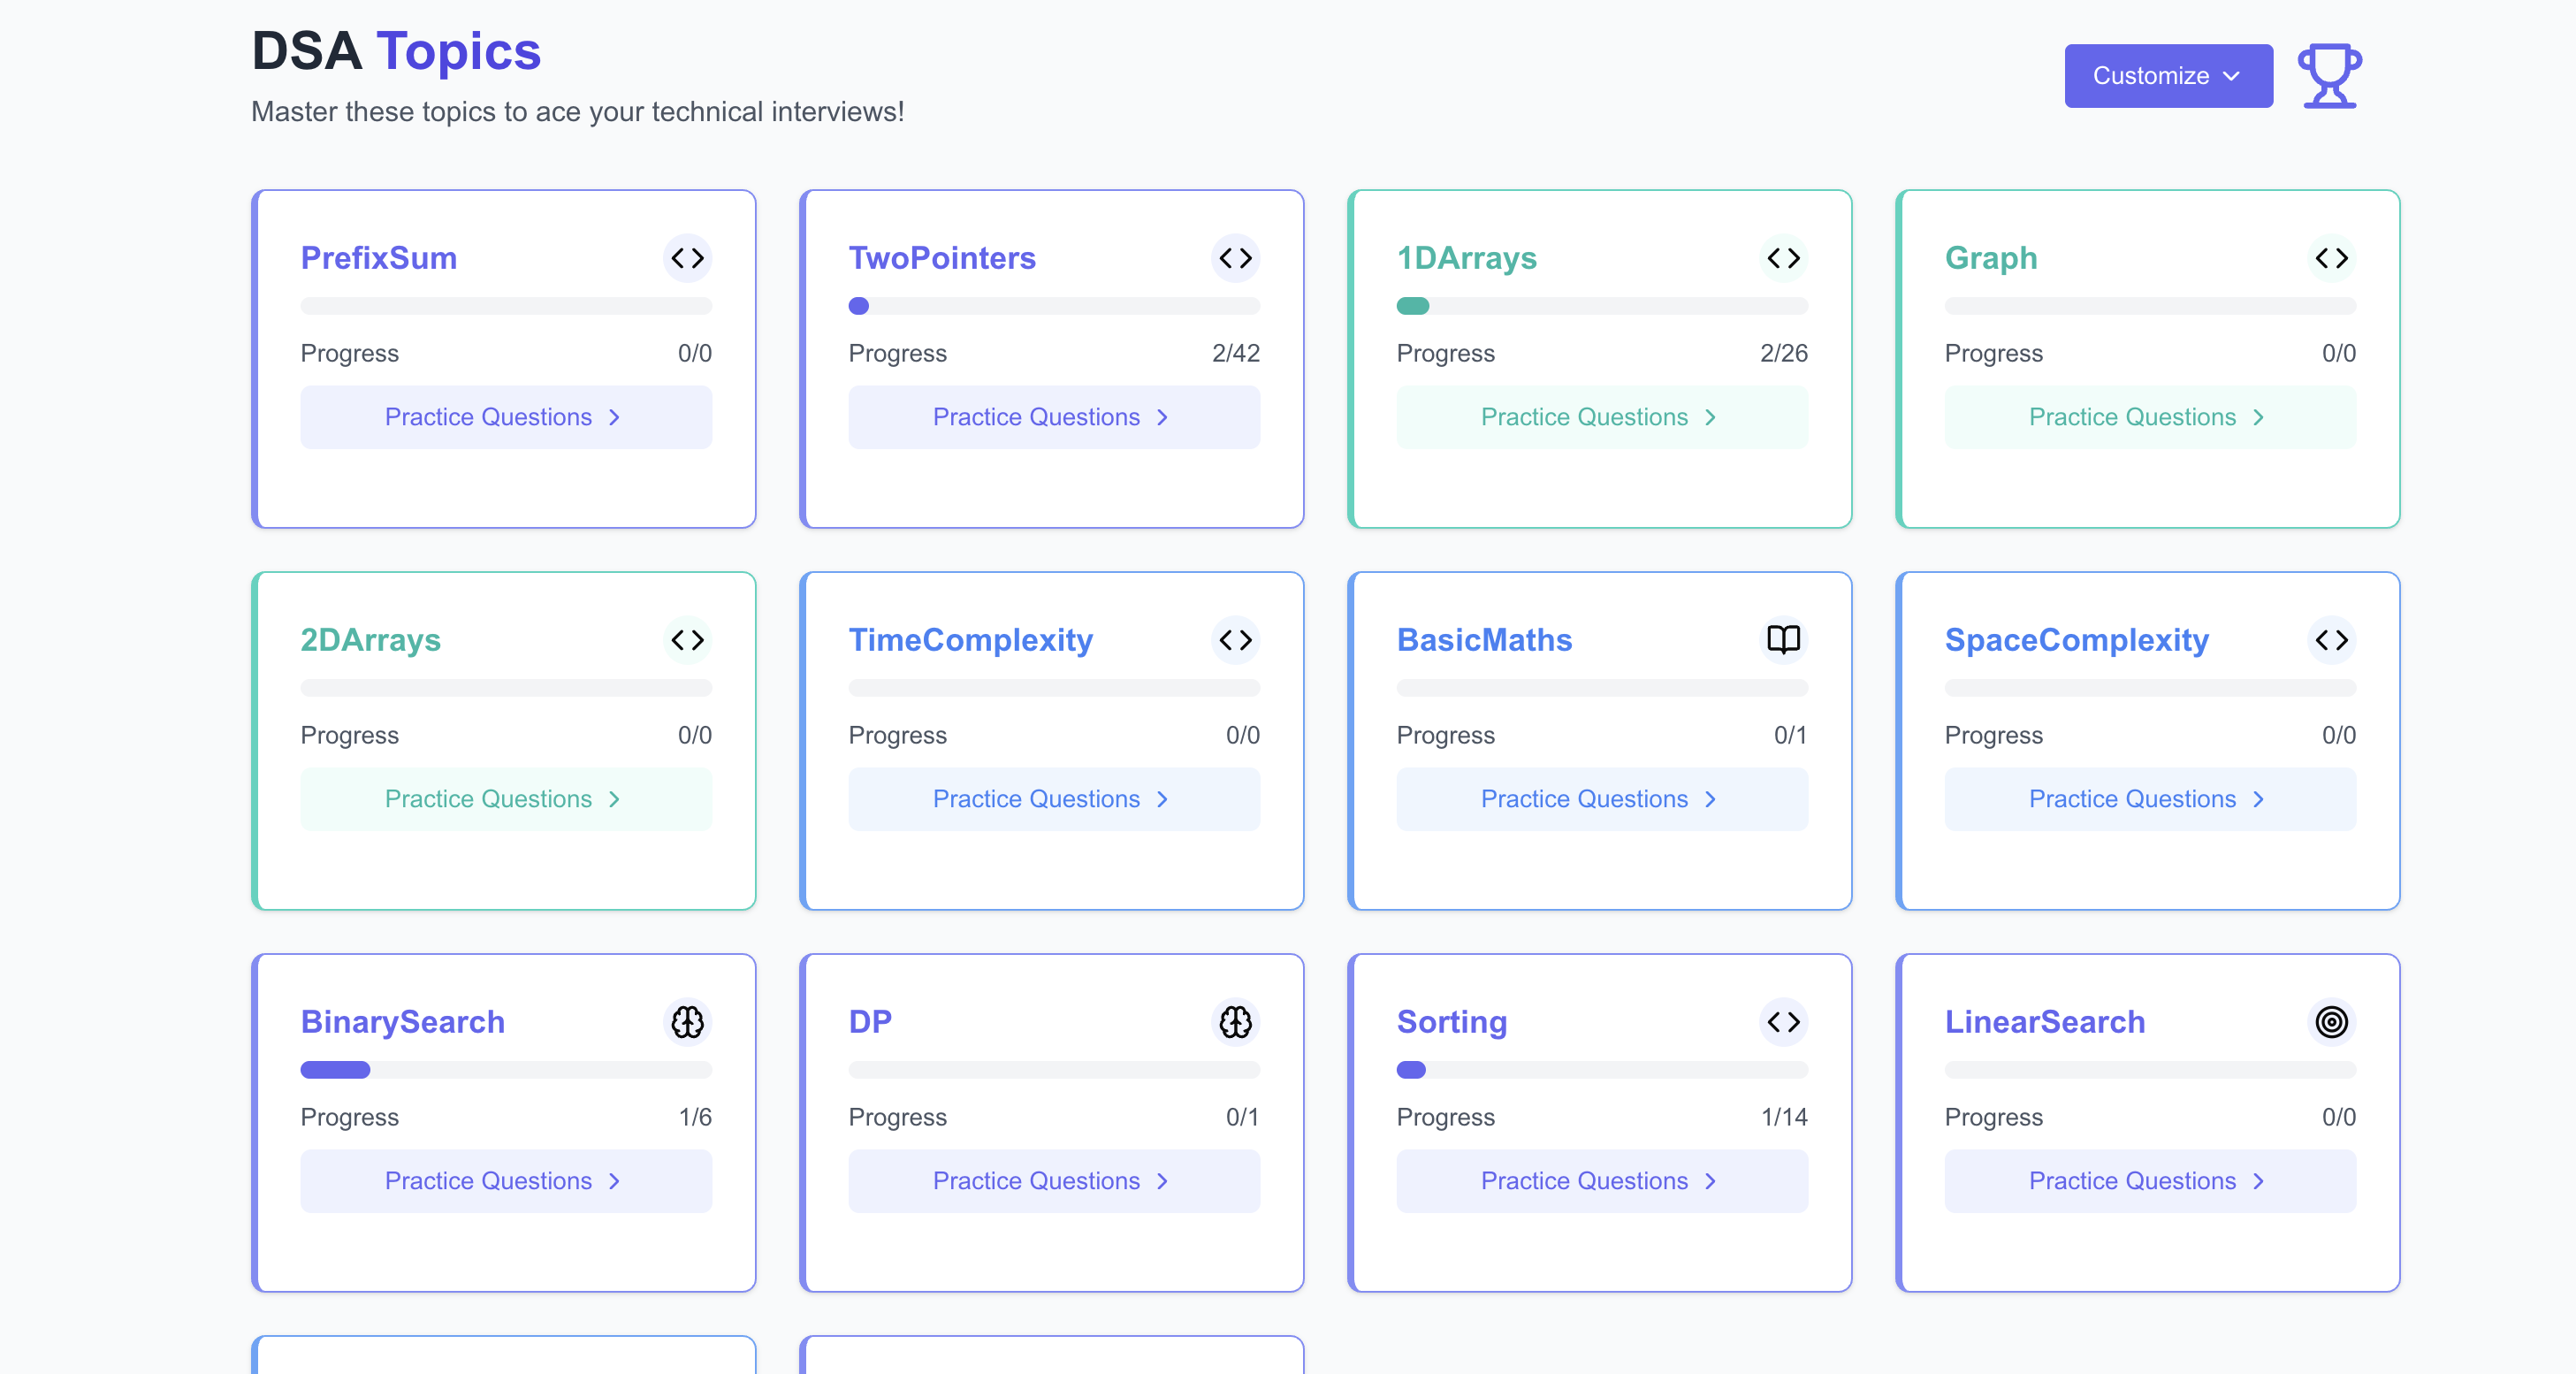 DSA Topics
Master these topics to ace your technical interviews!
Customize
PrefixSum
Progress 0/0
Practice Questions
TwoPointers
Progress 2/42
Practice Questions
1DArrays
Progress 2/26
Practice Questions
Graph
Progress 0/0
Practice Questions
2DArrays
Progress 0/0
Practice Questions
TimeComplexity
Progress 0/0
Practice Questions
BasicMaths
Progress 0/1
Practice Questions
SpaceComplexity
Progress 0/0
Practice Questions
BinarySearch
Progress 1/6
Practice Questions
DP
Progress 0/1
Practice Questions
Sorting
Progress 1/14
Practice Questions
LinearSearch
Progress 0/0
Practice Questions